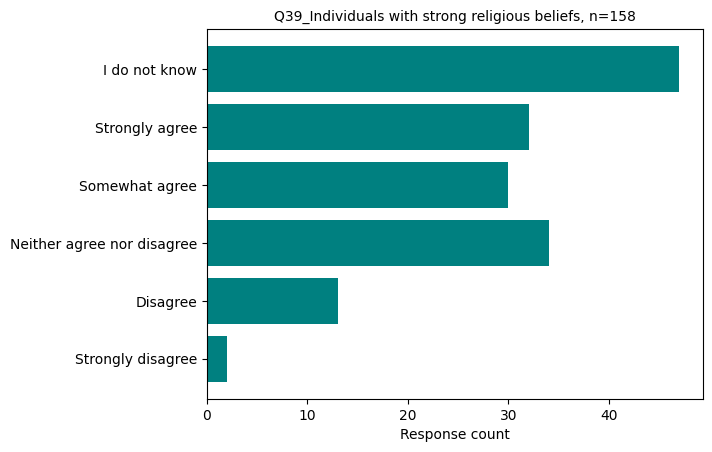 Q39_Individuals with strong religious beliefs, n=158
I do not know
Strongly agree
Somewhat agree
Neither agree nor disagree
Disagree
Strongly disagree
0 10 20 30 40
Response count